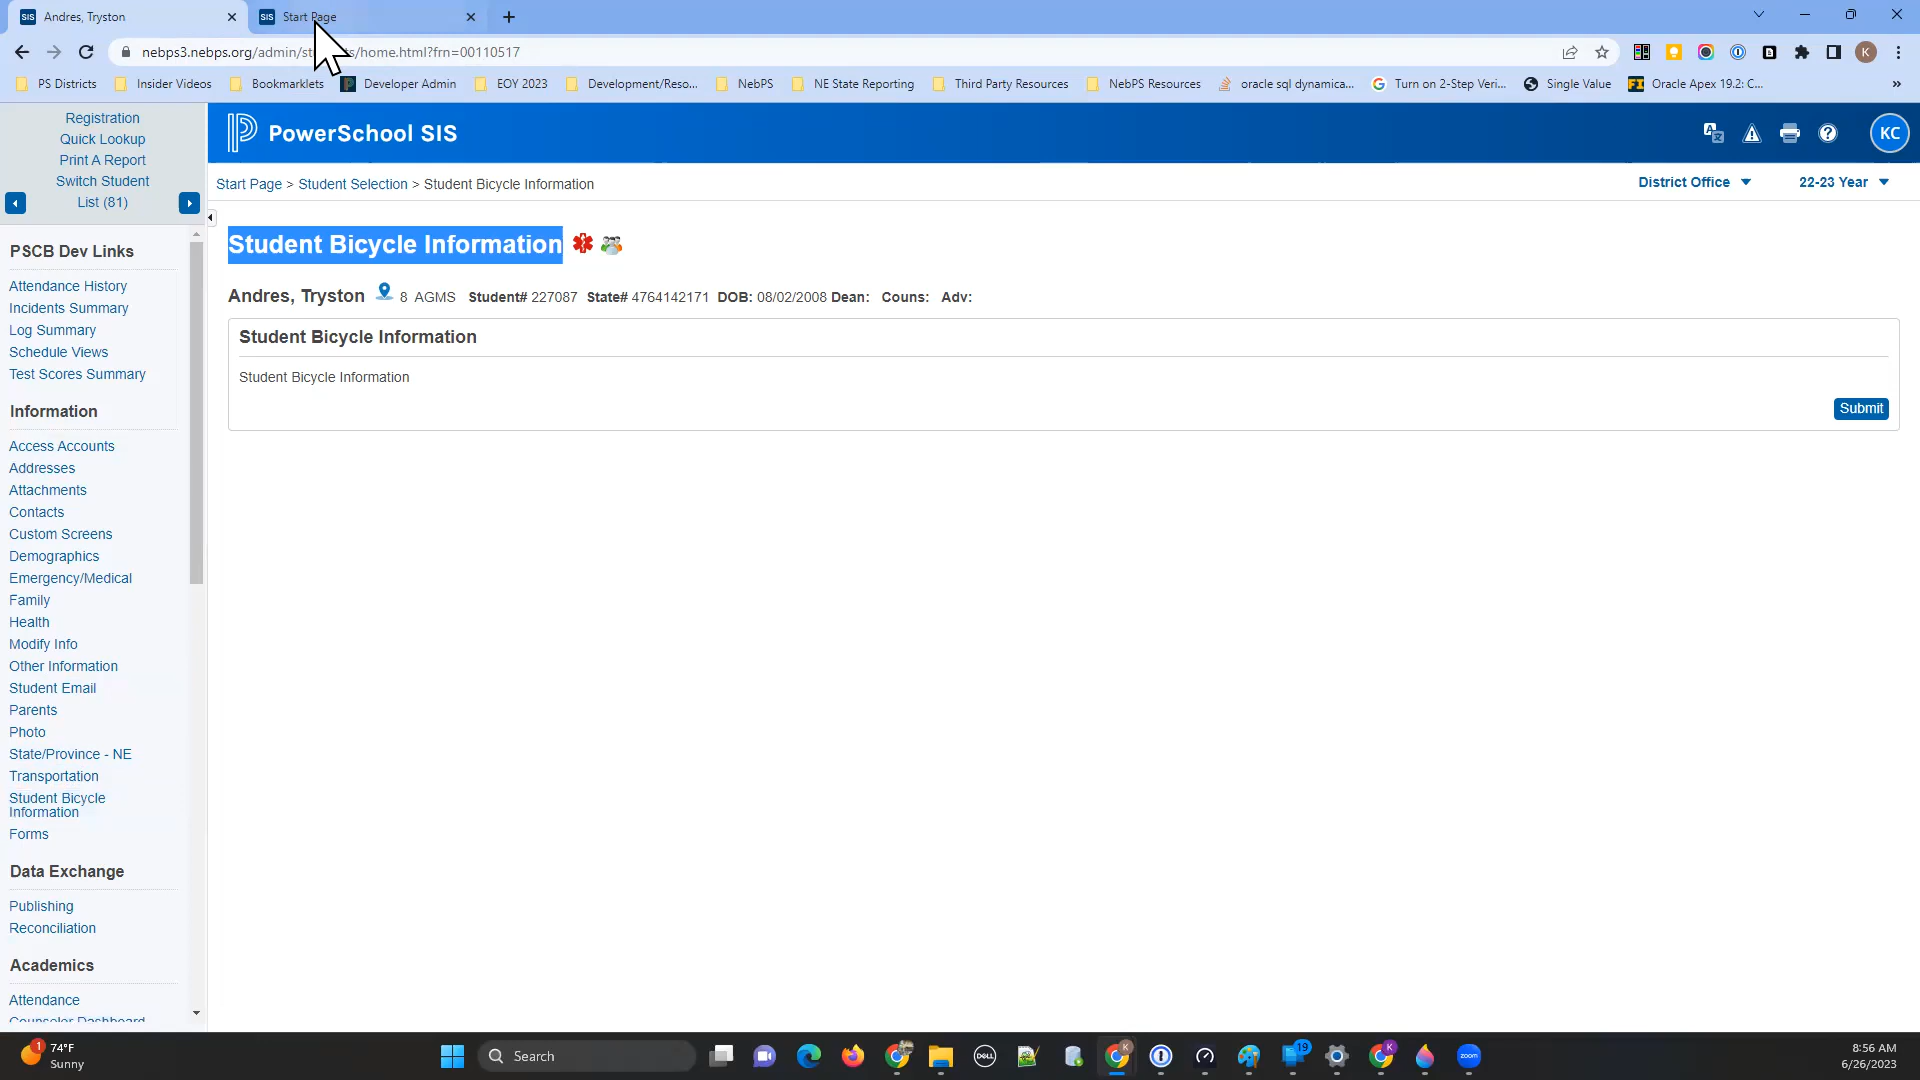 SIS Andres, Tryston
SIS Start Page
nebps3.nebps.org/admin/st /home.html?frn=00110517
K
PS Districts
Insider Videos
Bookmarklets
Developer Admin
EOY 2023
Development/Reso...
NebPS
NE State Reporting
Third Party Resources
NebPS Resources
oracle sql dynamica...
Turn on 2-Step Veri...
Single Value
Oracle Apex 19.2: C...
»
Registration
Quick Lookup
Print A Report
Switch Student
List (81)
PSCB Dev Links
Attendance History
Incidents Summary
Log Summary
Schedule Views
Test Scores Summary
Information
Access Accounts
Addresses
Attachments
Contacts
Custom Screens
Demographics
Emergency/Medical
Family
Health
Modify Info
Other Information
Student Email
Parents
Photo
State/Province - NE
Transportation
Student Bicycle
Information
Forms
Data Exchange
Publishing
Reconciliation
Academics
Attendance
Counselor Dashboard
PowerSchool SIS
KC
Start Page > Student Selection > Student Bicycle Information
District Office
22-23 Year
Student Bicycle Information
Andres, Tryston 8 AGMS Student# 227087 State# 4764142171 DOB: 08/02/2008 Dean: Couns: Adv:
Student Bicycle Information
Student Bicycle Information
Submit
1
74°F
Sunny
Search
DELL
K
19
K
zoom
8:56 AM
6/26/2023